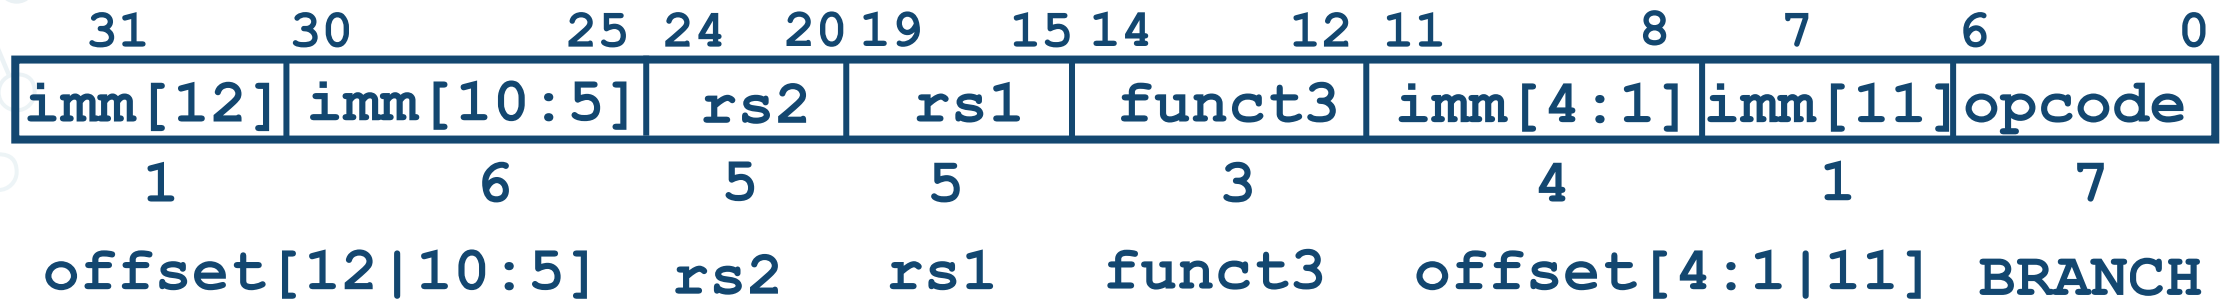 31 30 25 24 20 19 15 14 12 11 8 7 6 0
imm[12] imm[10:5] rs2 rs1 funct3 imm[4:1] imm[11] opcode
1 6 5 5 3 4 1 7
offset[12|10:5] rs2 rs1 funct3 offset[4:1|11] BRANCH